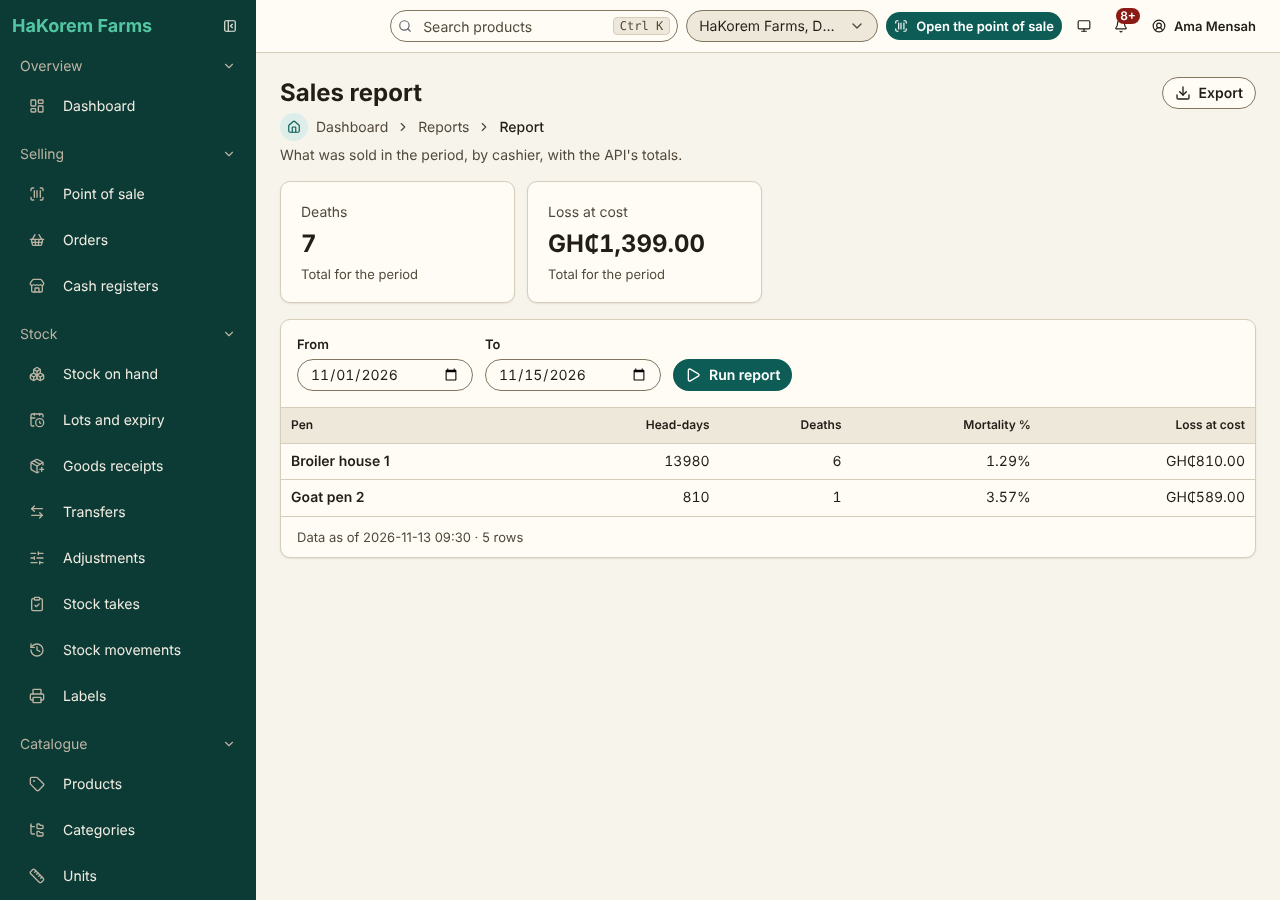 HaKorem Farms
Search products
Ctrl K
HaKorem Farms, D...
Open the point of sale
8+
Ama Mensah
Overview
Dashboard
Selling
Point of sale
Orders
Cash registers
Stock
Stock on hand
Lots and expiry
Goods receipts
Transfers
Adjustments
Stock takes
Stock movements
Labels
Catalogue
Products
Categories
Units
Sales report
Export
Dashboard > Reports > Report
What was sold in the period, by cashier, with the API's totals.
Deaths
7
Total for the period
Loss at cost
GH₵1,399.00
Total for the period
From
To
11/01/2026
11/15/2026
Run report
Pen Head-days Deaths Mortality % Loss at cost
Broiler house 1 13980 6 1.29% GH₵810.00
Goat pen 2 810 1 3.57% GH₵589.00
Data as of 2026-11-13 09:30 · 5 rows